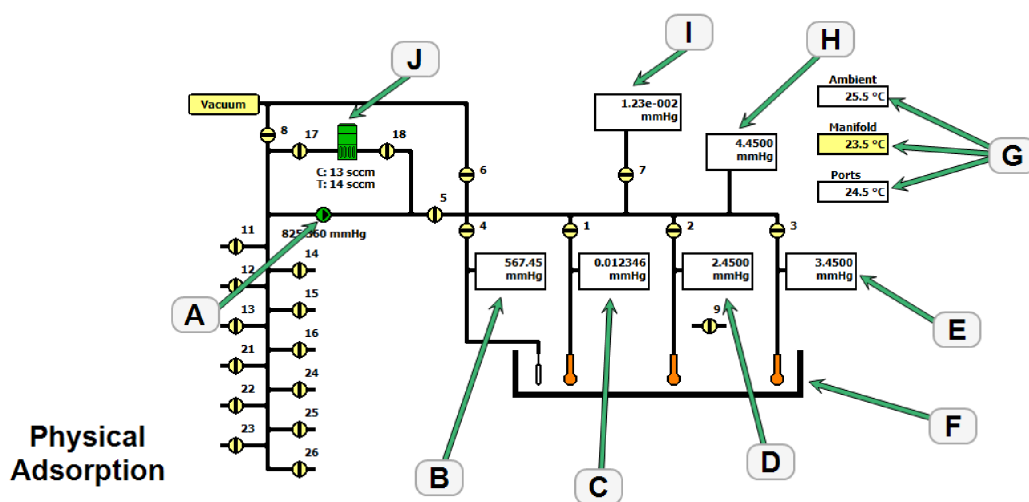 I
H
J
Ambient
25.5 °C
Vacuum
1.23e-002
mmHg
8
17
18
4.4500
mmHg
Manifold
23.5 °C
G
C: 13 sccm
T: 14 sccm
6
7
Ports
24.5 °C
5
11
4
1
2
3
14
567.45
mmHg
0.012346
mmHg
2.4500
mmHg
3.4500
mmHg
12
15
A
13
9
16
E
21
24
22
F
25
Physical
Adsorption
23
26
B
C
D